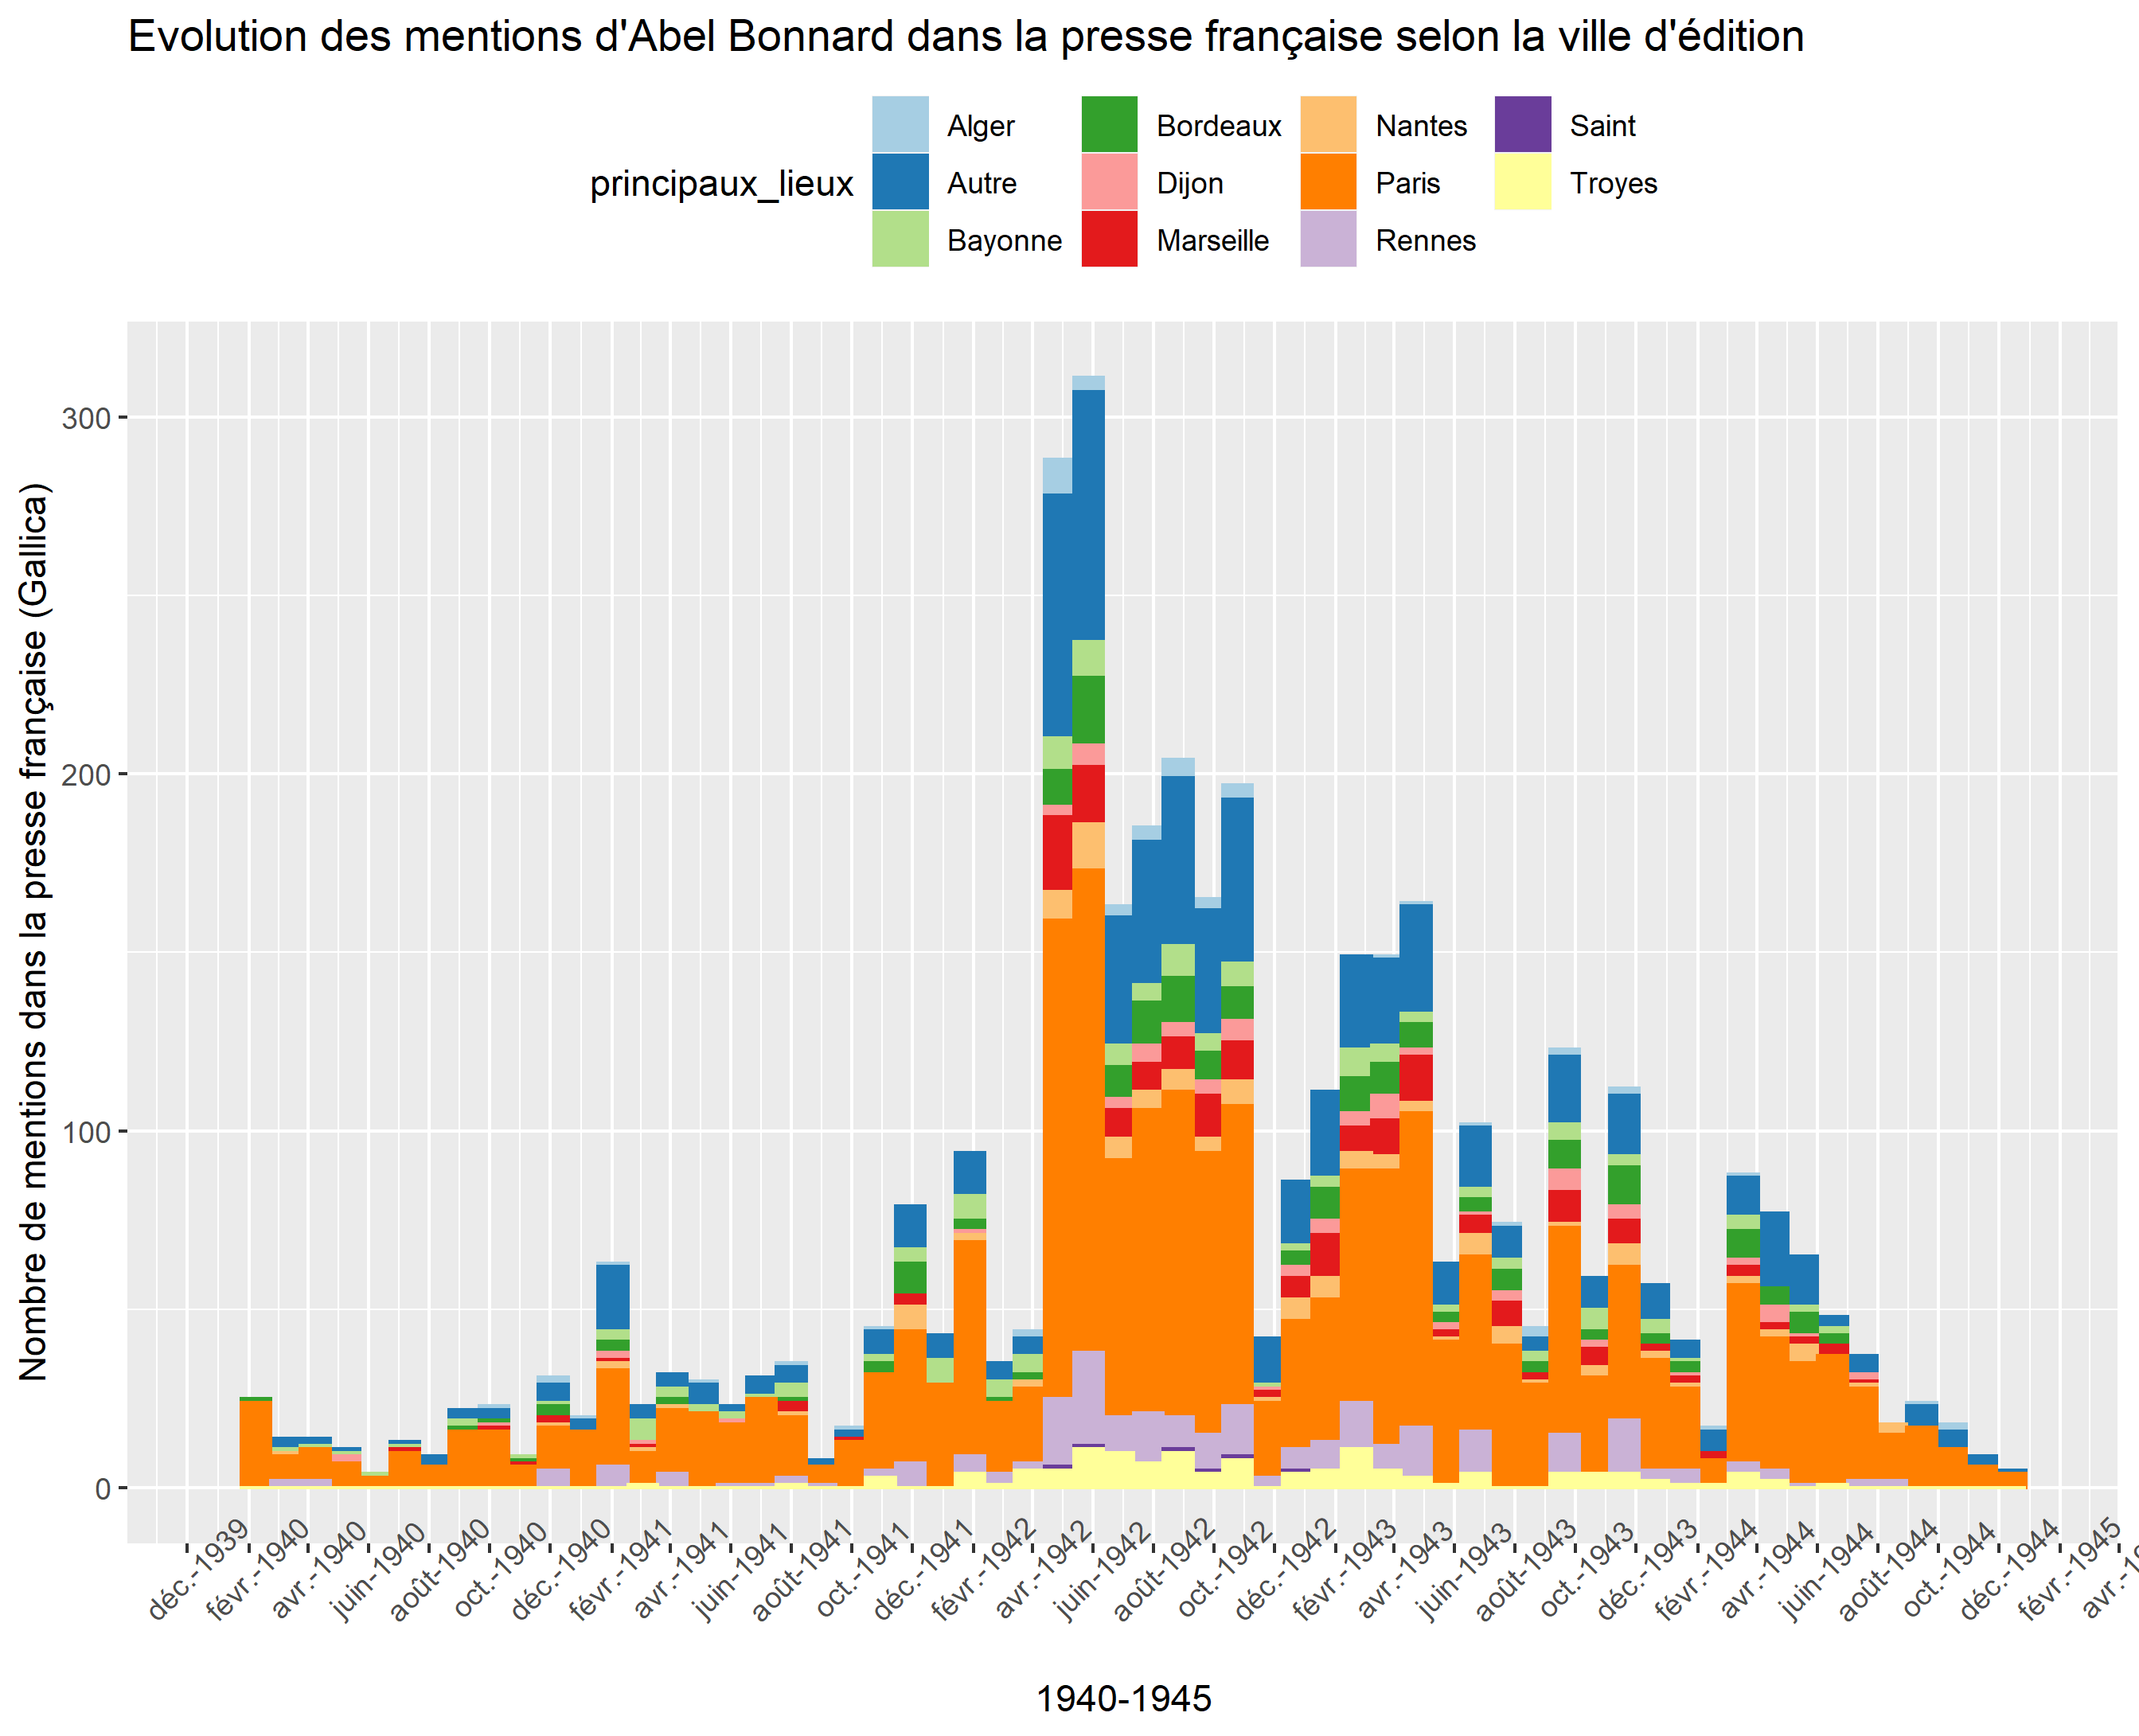 Evolution des mentions d'Abel Bonnard dans la presse française selon la ville d'édition
principaux_lieux
Alger
Autre
Bayonne
Bordeaux
Dijon
Marseille
Nantes
Paris
Rennes
Saint
Troyes
Nombre de mentions dans la presse française (Gallica)
300
200
100
0
déc.-1939
févr.-1940
avr.-1940
juin-1940
août-1940
oct.-1940
déc.-1940
févr.-1941
avr.-1941
juin-1941
août-1941
oct.-1941
déc.-1941
févr.-1942
avr.-1942
juin-1942
août-1942
oct.-1942
déc.-1942
févr.-1943
avr.-1943
juin-1943
août-1943
oct.-1943
déc.-1943
févr.-1944
avr.-1944
juin-1944
août-1944
oct.-1944
déc.-1944
févr.-1945
1940-1945